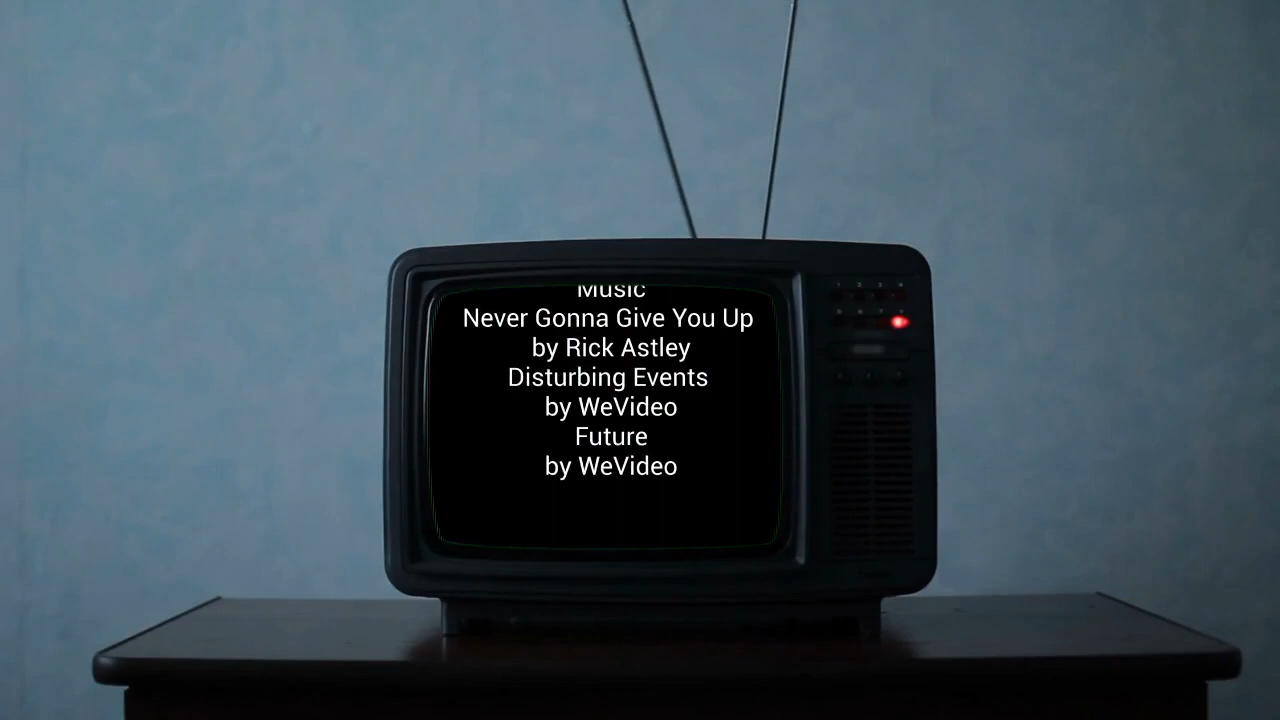 Music
Never Gonna Give You Up
by Rick Astley
Disturbing Events
by WeVideo
Future
by WeVideo